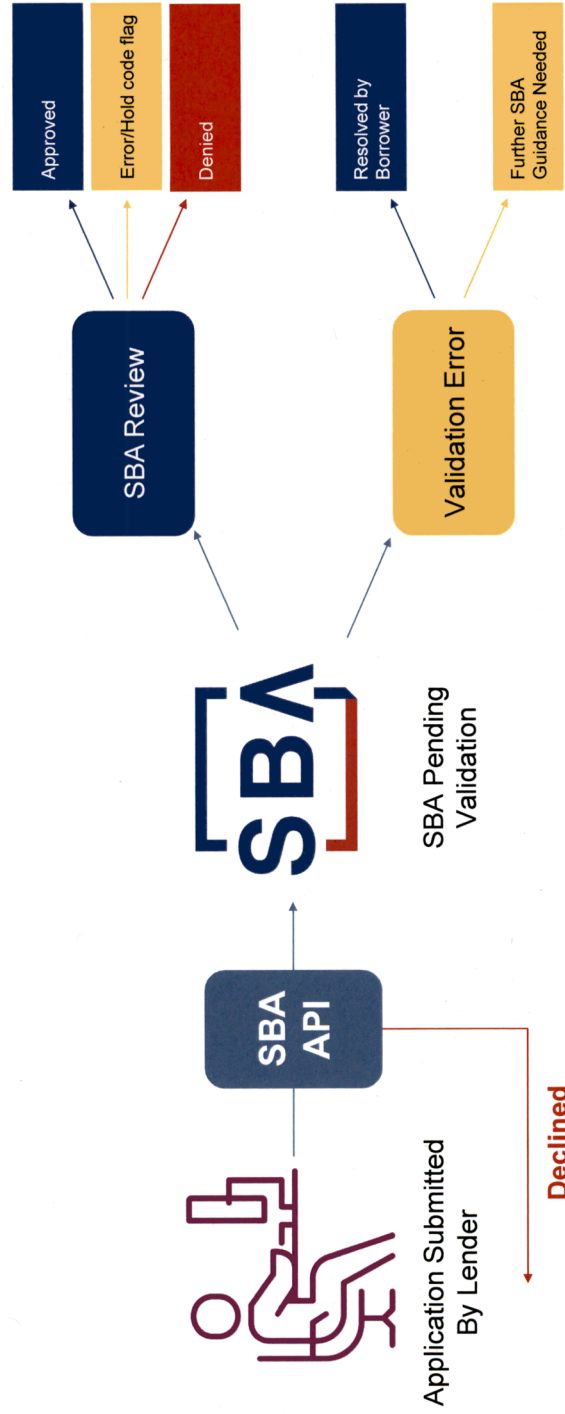 Application Submitted
By Lender
SBA
API
Declined
SBA
SBA Pending
Validation
SBA Review
Validation Error
Approved
Error/Hold code flag
Denied
Resolved by
Borrower
Further SBA
Guidance Needed